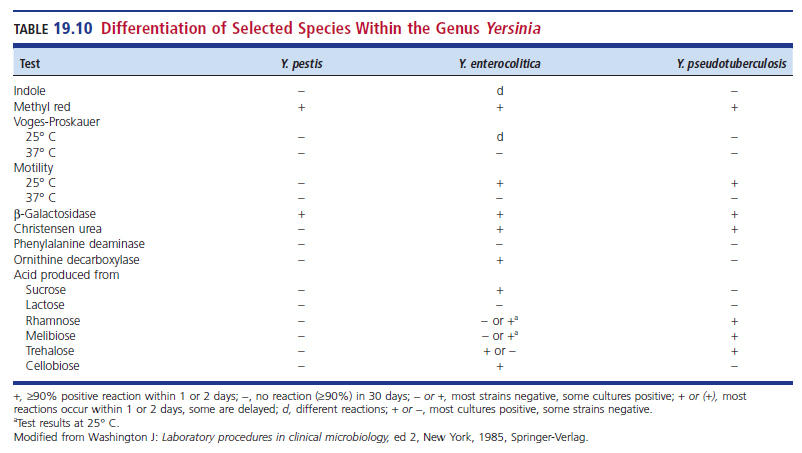 TABLE 19.10 Differentiation of Selected Species Within the Genus Yersinia
Test Y. pestis Y. enterocolitica Y. pseudotuberculosis
Indole − d −
Methyl red + + +
Voges-Proskauer
25° C − d −
37° C − − −
Motility
25° C − + +
37° C − − −
β-Galactosidase + + +
Christensen urea − + +
Phenylalanine deaminase − − −
Ornithine decarboxylase − + −
Acid produced from
Sucrose − + −
Lactose − − −
Rhamnose − − or +ᵃ +
Melibiose − − or +ᵃ +
Trehalose − + or − +
Cellobiose − + −
+, ≥90% positive reaction within 1 or 2 days; −, no reaction (≥90%) in 30 days; − or +, most strains negative, some cultures positive; + or (+), most
reactions occur within 1 or 2 days, some are delayed; d, different reactions; + or −, most cultures positive, some strains negative.
ᵃTest results at 25° C.
Modified from Washington J: Laboratory procedures in clinical microbiology, ed 2, New York, 1985, Springer-Verlag.